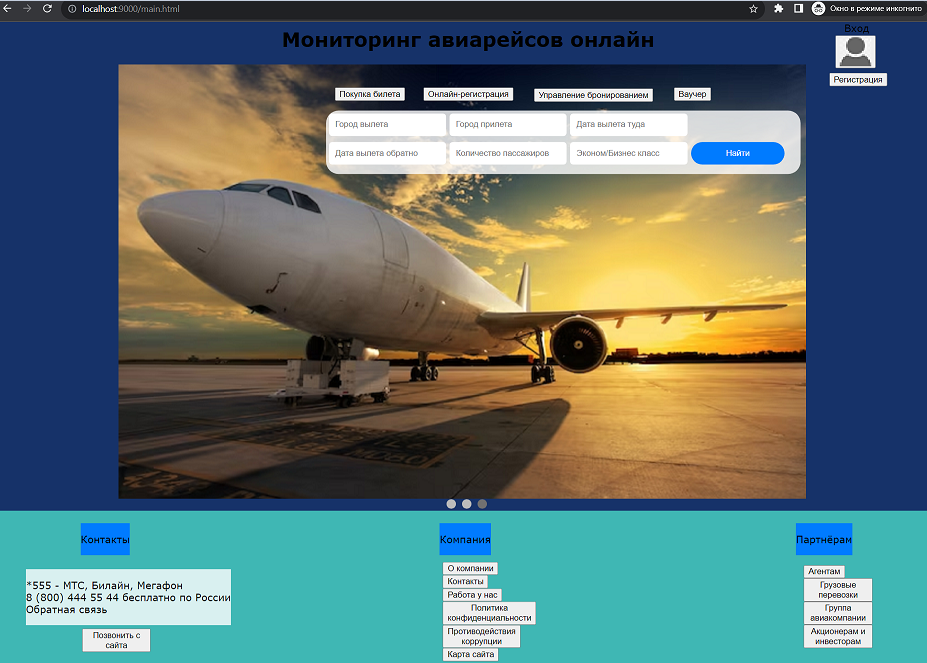 localhost:9000/main.html
Окно в режиме инкогнито
Мониторинг авиарейсов онлайн
Вход
Регистрация
Покупка билета
Онлайн-регистрация
Управление бронированием
Ваучер
Город вылета
Город прилета
Дата вылета туда
Дата вылета обратно
Количество пассажиров
Эконом/Бизнес класс
Найти
Контакты
*555 - МТС, Билайн, Мегафон
8 (800) 444 55 44 бесплатно по России
Обратная связь
Позвонить с
сайта
Компания
О компании
Контакты
Работа у нас
Политика
конфиденциальности
Противодействия
коррупции
Карта сайта
Партнёрам
Агентам
Грузовые
перевозки
Группа
авиакомпании
Акционерам и
инвесторам